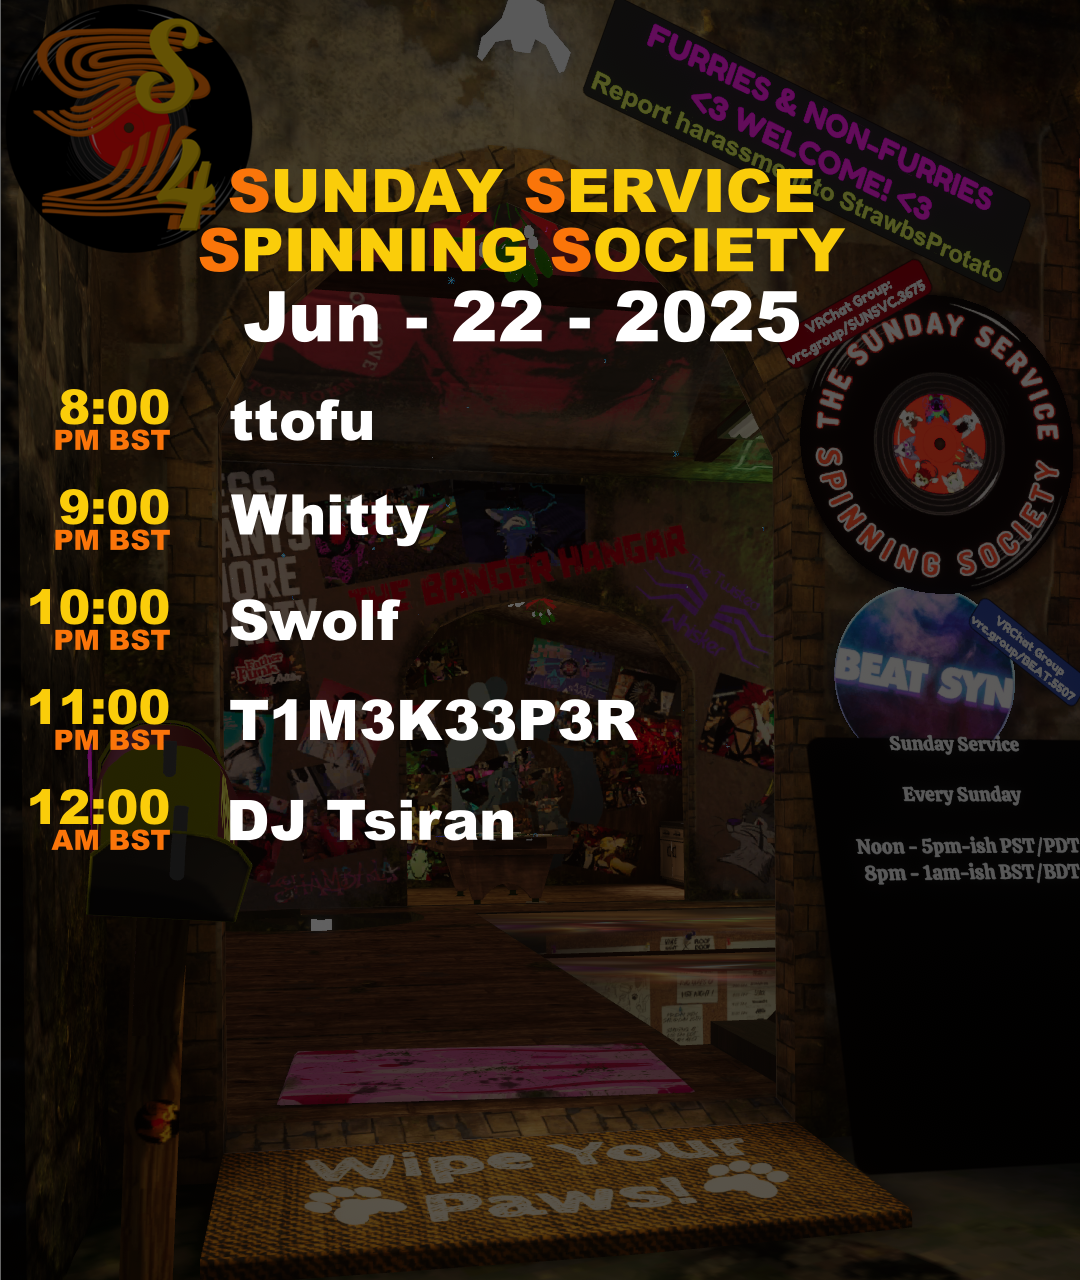 S
4
FURRIES & NON-FURRIES
<3 WELCOME! <3
Report harassment to StrawbsProtato
SUNDAY SERVICE
SPINNING SOCIETY
Jun - 22 - 2025
VRChat Group:
vrc.group/SUNSVC.3675
THE SUNDAY SERVICE
SPINNING SOCIETY
8:00
PM BST
ttofu
9:00
PM BST
Whitty
10:00
PM BST
Swolf
11:00
PM BST
T1M3K33P3R
12:00
AM BST
DJ Tsiran
LOVE
THE BANGER HANGAR
Father
Funk
VRChat Group
vrc.group/BEAT.5507
BEAT SYN
Sunday Service
Every Sunday
Noon - 5pm-ish PST/PDT
8pm - 1am-ish BST/BDT
Wipe Your
Paws!